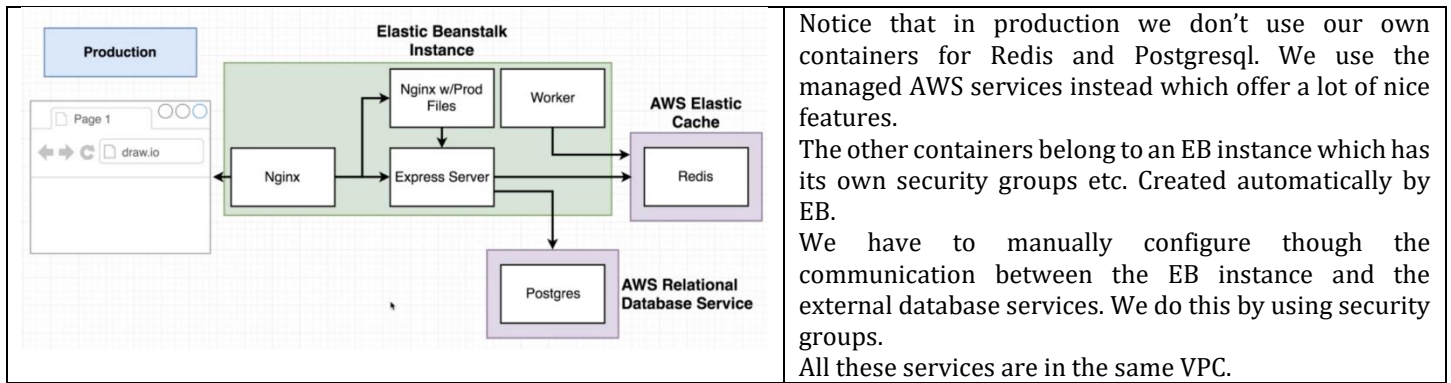 Production
Elastic Beanstalk
Instance
Nginx w/Prod
Files
Worker
AWS Elastic
Cache
Page 1
draw.io
Nginx
Express Server
Redis
Postgres
AWS Relational
Database Service
Notice that in production we don’t use our own
containers for Redis and Postgresql. We use the
managed AWS services instead which offer a lot of nice
features.
The other containers belong to an EB instance which has
its own security groups etc. Created automatically by
EB.
We have to manually configure though the
communication between the EB instance and the
external database services. We do this by using security
groups.
All these services are in the same VPC.